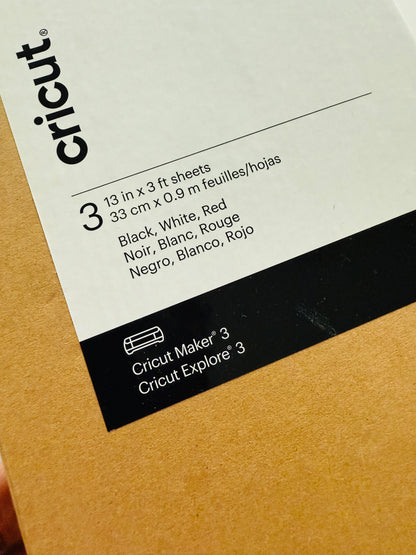 cricut®
3
13 in x 3 ft sheets
33 cm x 0.9 m feuilles/hojas
Black, White, Red
Noir, Blanc, Rouge
Negro, Blanco, Rojo
Cricut Maker® 3
Cricut Explore® 3